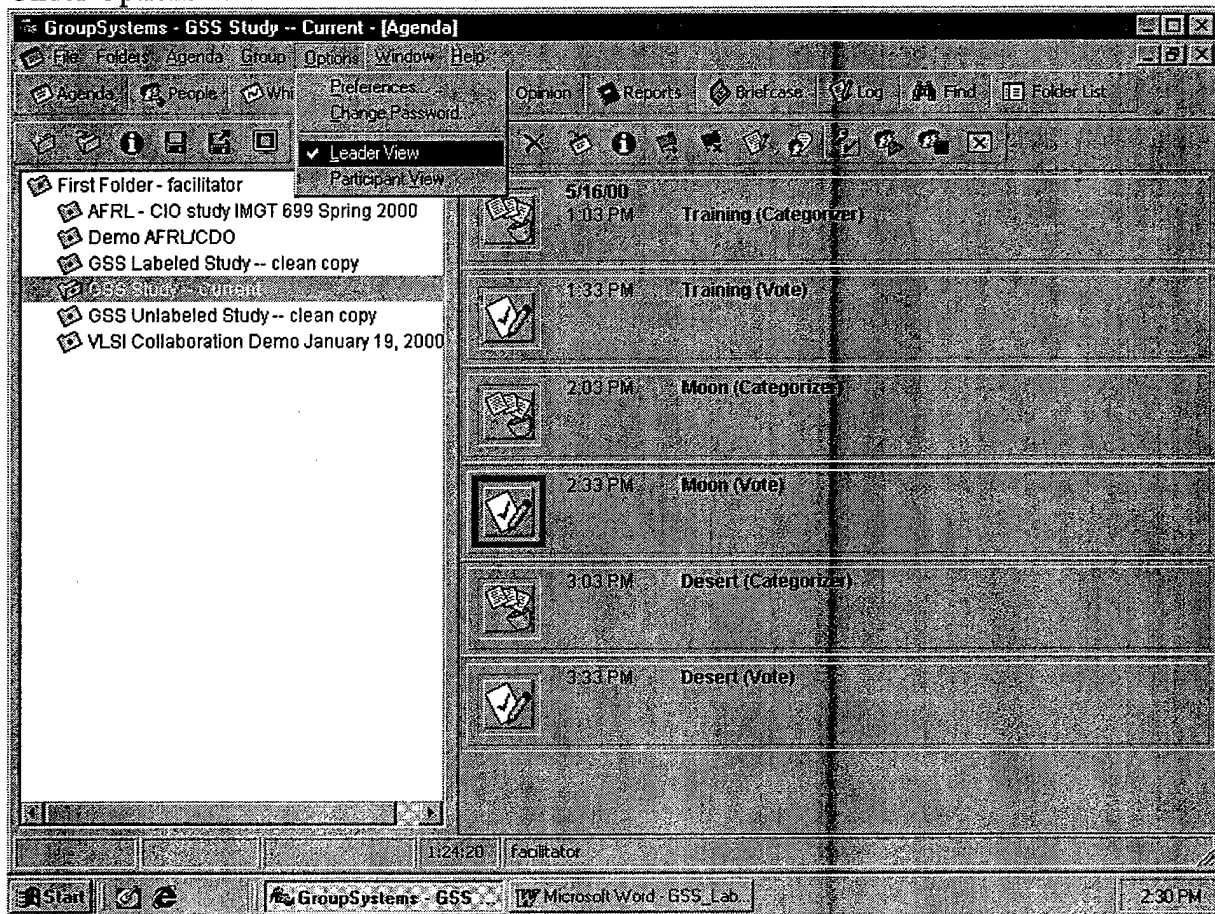 GroupSystems - GSS Study -- Current - [Agenda]
File Folders Agenda Group Options Window Help
Agenda People Whi Opinion Reports Briefcase Log Find Folder List
Preferences...
Change Password...
Leader View
Participant View
First Folder - facilitator
AFRL - CIO study IMGT 699 Spring 2000
Demo AFRL/CDO
GSS Labeled Study -- clean copy
GSS Study -- Current
GSS Unlabeled Study -- clean copy
VLSI Collaboration Demo January 19, 2000
5/16/00
1:03 PM Training (Categorizer)
1:33 PM Training (Vote)
2:03 PM Moon (Categorizer)
2:33 PM Moon (Vote)
3:03 PM Desert (Categorizer)
3:33 PM Desert (Vote)
1:24:20 facilitator
Start GroupSystems - GSS ... Microsoft Word - GSS_Lab... 2:30 PM